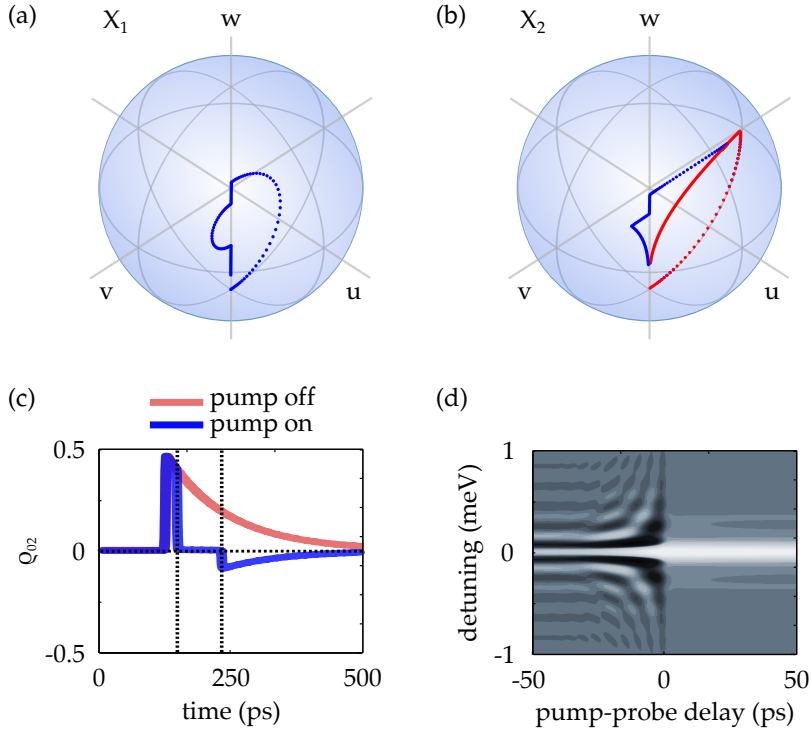 (a)
X₁
w
v
u
(b)
X₂
w
v
u
(c)
pump off
pump on
0.5
0
-0.5
ϱ₀₂
0
250
500
time (ps)
(d)
1
0
-1
detuning (meV)
-50
0
50
pump-probe delay (ps)